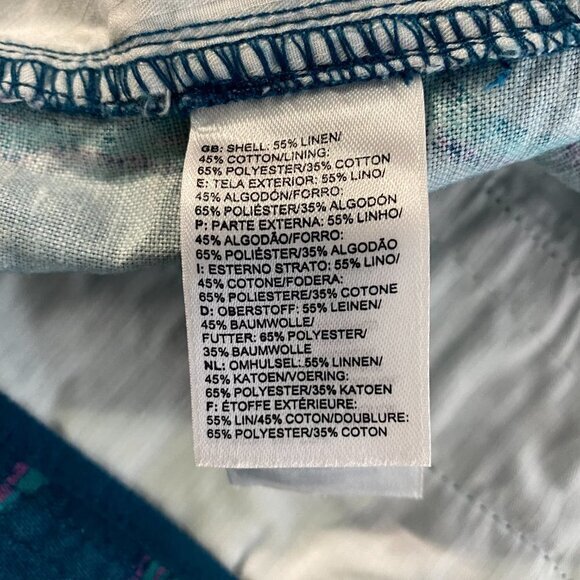 GB: SHELL: 55% LINEN/
45% COTTON/LINING:
65% POLYESTER/35% COTTON
E: TELA EXTERIOR: 55% LINO/
45% ALGODÓN/FORRO:
65% POLIÉSTER/35% ALGODÓN
P: PARTE EXTERNA: 55% LINHO/
45% ALGODÃO/FORRO:
65% POLIÉSTER/35% ALGODÃO
I: ESTERNO STRATO: 55% LINO/
45% COTONE/FODERA:
65% POLIESTERE/35% COTONE
D: OBERSTOFF: 55% LEINEN/
45% BAUMWOLLE/
FUTTER: 65% POLYESTER/
35% BAUMWOLLE
NL: OMHULSEL: 55% LINNEN/
45% KATOEN/VOERING:
65% POLYESTER/35% KATOEN
F: ÉTOFFE EXTÉRIEURE:
55% LIN/45% COTON/DOUBLURE:
65% POLYESTER/35% COTON